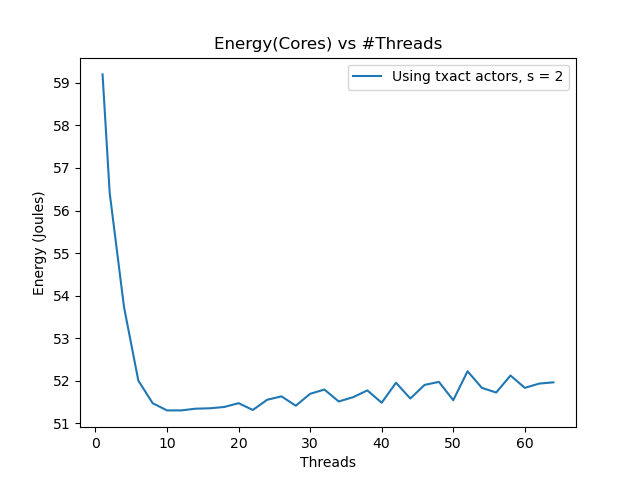 Energy(Cores) vs #Threads
Using txact actors, s = 2
Energy (Joules)
59
58
57
56
55
54
53
52
51
0 10 20 30 40 50 60
Threads